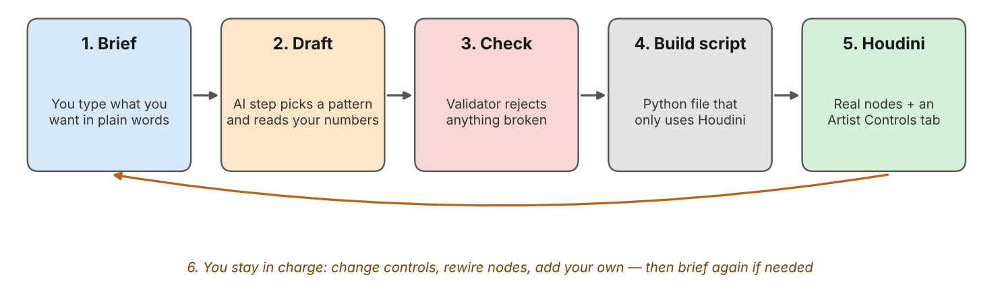 1. Brief
You type what you
want in plain words
2. Draft
AI step picks a pattern
and reads your numbers
3. Check
Validator rejects
anything broken
4. Build script
Python file that
only uses Houdini
5. Houdini
Real nodes + an
Artist Controls tab
6. You stay in charge: change controls, rewire nodes, add your own — then brief again if needed